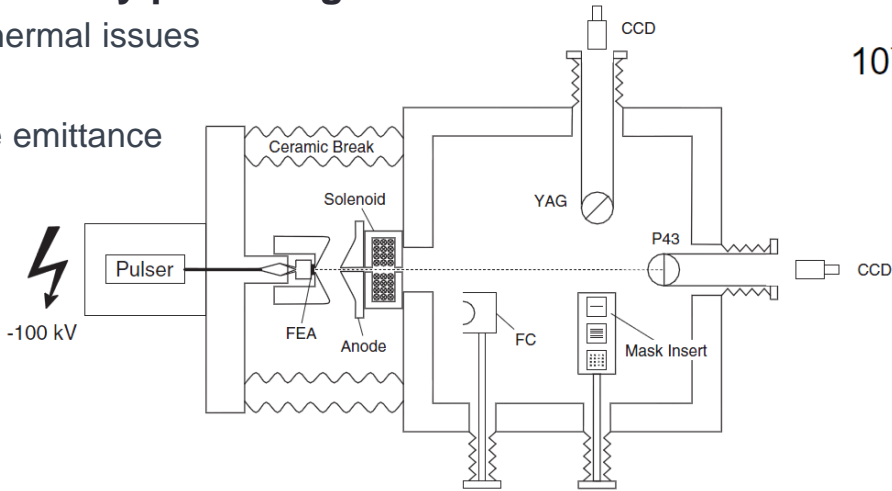 hermal issues
emittance
CCD
10
Ceramic Break
Solenoid
YAG
P43
Pulser
CCD
-100 kV
FEA
Anode
FC
Mask Insert